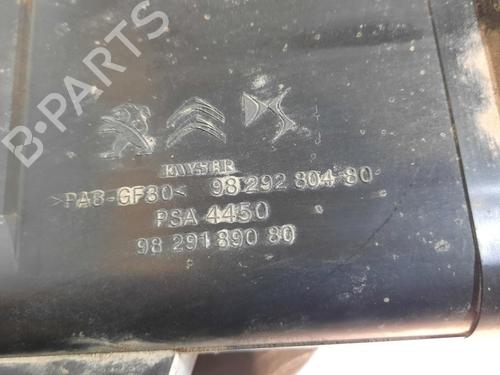 B-PARTS
KAYSER
>PA6-GF30< 98 292 804 80
PSA 4450
98 291 890 80